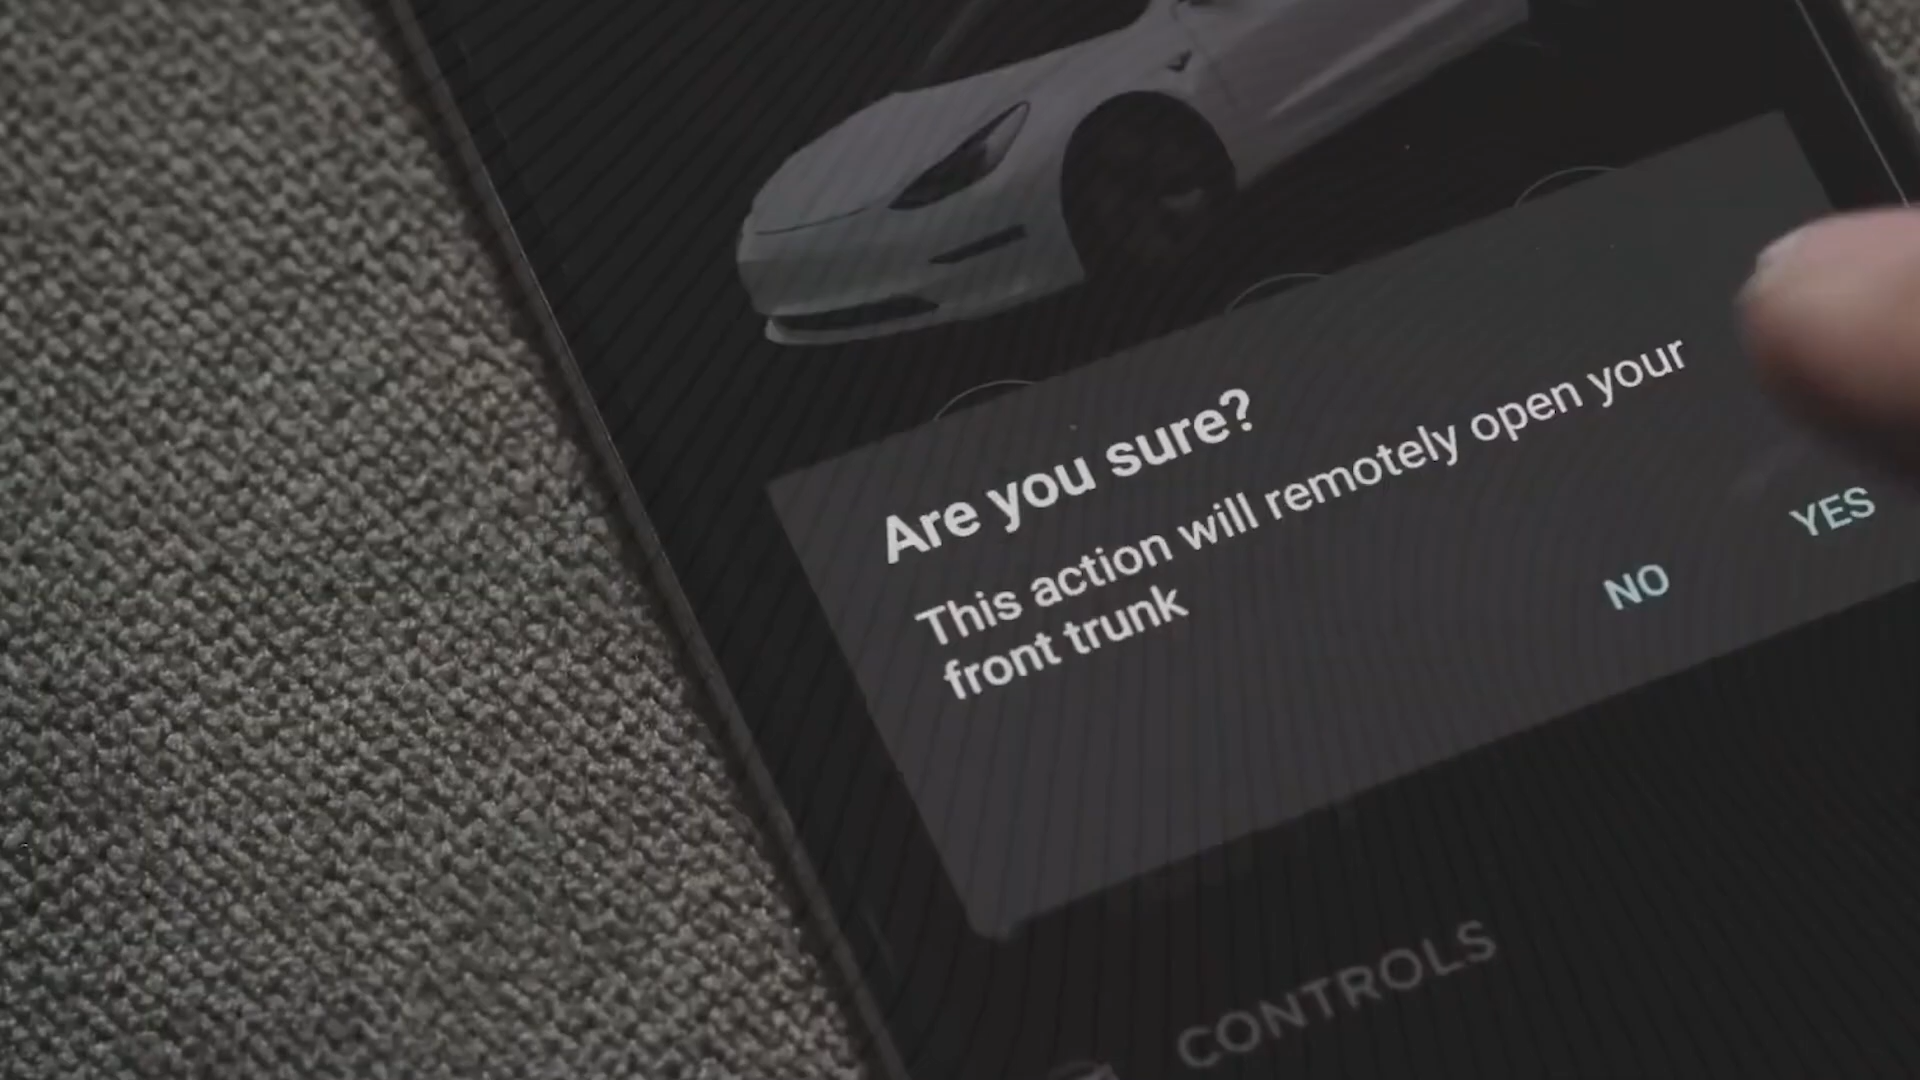 Are you sure?
This action will remotely open your
front trunk
NO
YES
CONTROLS